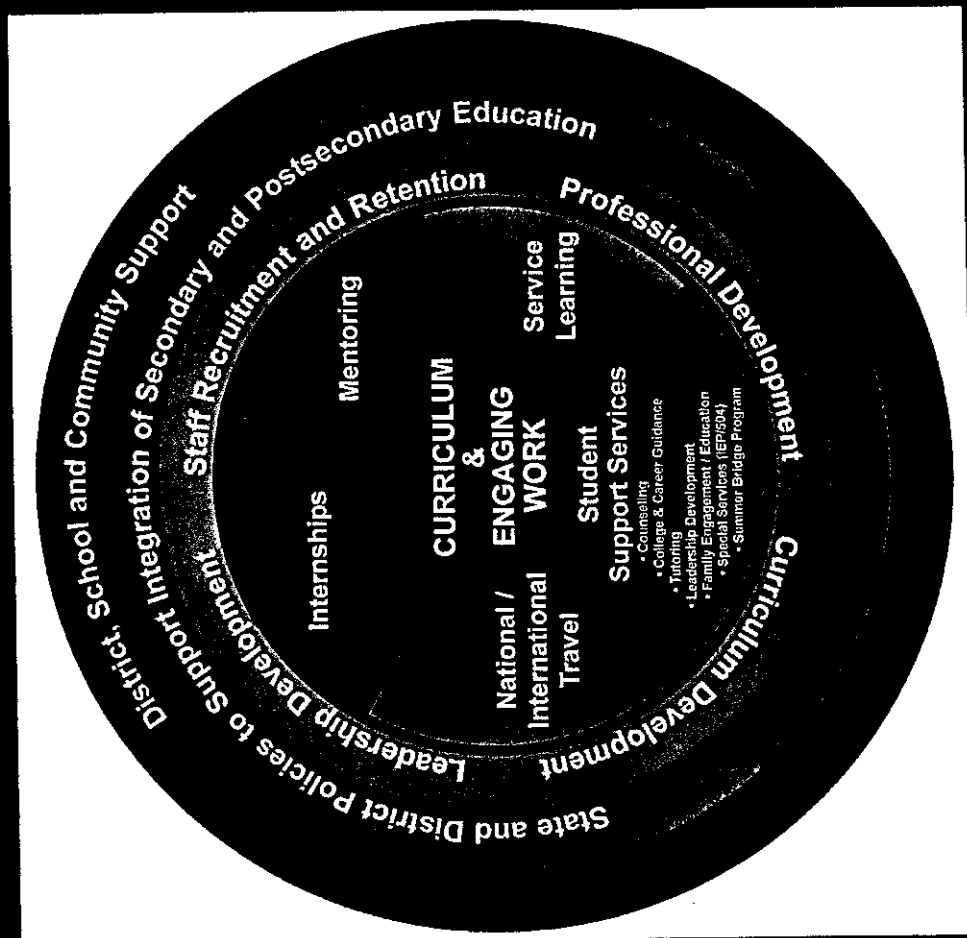 District, School and Community Support
State and District Policies to Support Integration of Secondary and Postsecondary Education
Leadership Development
Staff Recruitment and Retention
Professional Development
Curriculum Development
Internships
Mentoring
CURRICULUM
&
ENGAGING
WORK
National /
International
Travel
Service
Learning
Student
Support Services
• Counseling
• College & Career Guidance
• Tutoring
• Leadership Development
• Family Engagement / Education
• Special Services (IEP/504)
• Summer Bridge Program